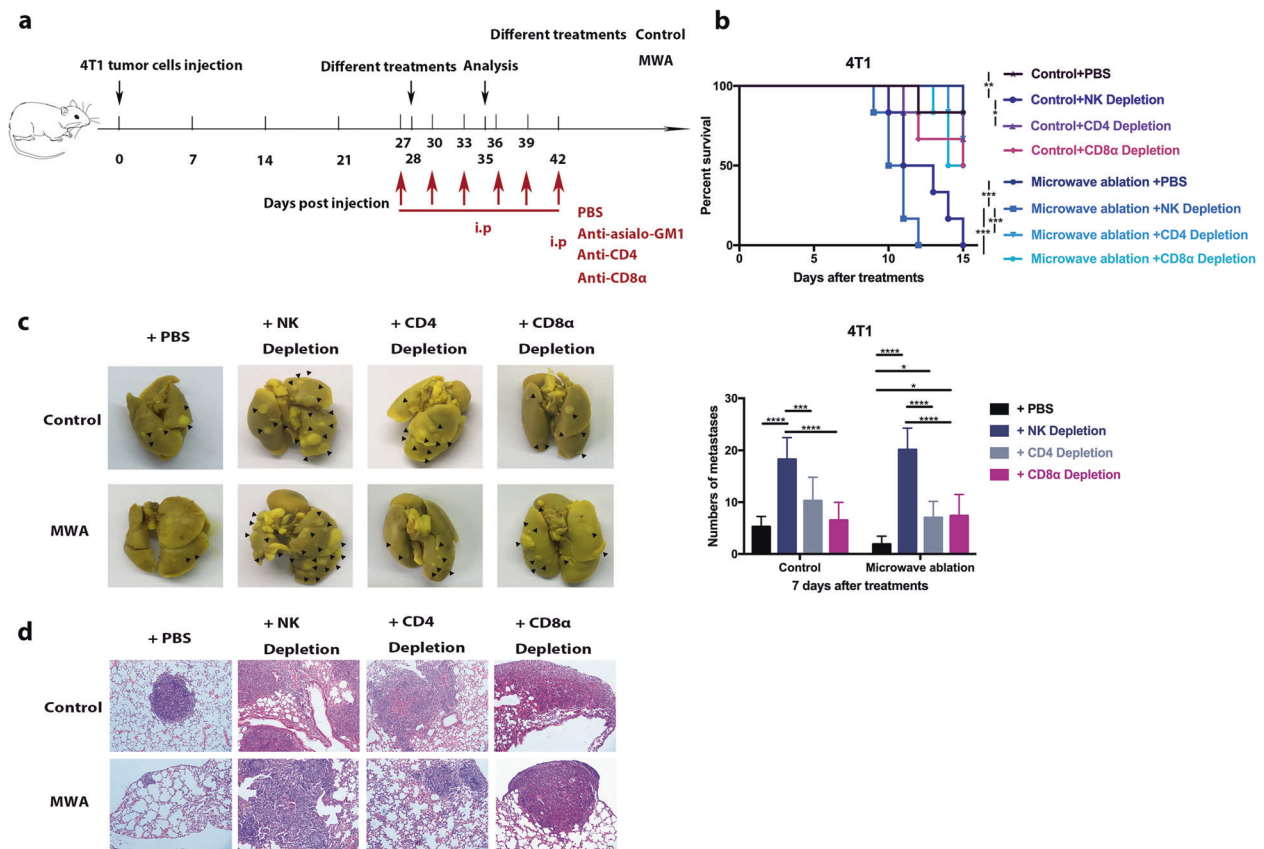 a
Different treatments Control
MWA
4T1 tumor cells injection
Different treatments Analysis
27 30 33 36 39
0 7 14 21 28 35 42
Days post injection
i.p
i.p
PBS
Anti-asialo-GM1
Anti-CD4
Anti-CD8α
b
4T1
Percent survival
100
50
0
0 5 10 15
Days after treatments
Control+PBS
Control+NK Depletion
Control+CD4 Depletion
Control+CD8α Depletion
Microwave ablation +PBS
Microwave ablation +NK Depletion
Microwave ablation +CD4 Depletion
Microwave ablation +CD8α Depletion
**
*
***
***
***
c
+ PBS
+ NK
Depletion
+ CD4
Depletion
+ CD8α
Depletion
Control
MWA
4T1
Numbers of metastases
30
20
10
0
****
***
****
****
*
*
****
****
Control Microwave ablation
7 days after treatments
+ PBS
+ NK Depletion
+ CD4 Depletion
+ CD8α Depletion
d
+ PBS
+ NK
Depletion
+ CD4
Depletion
+ CD8α
Depletion
Control
MWA